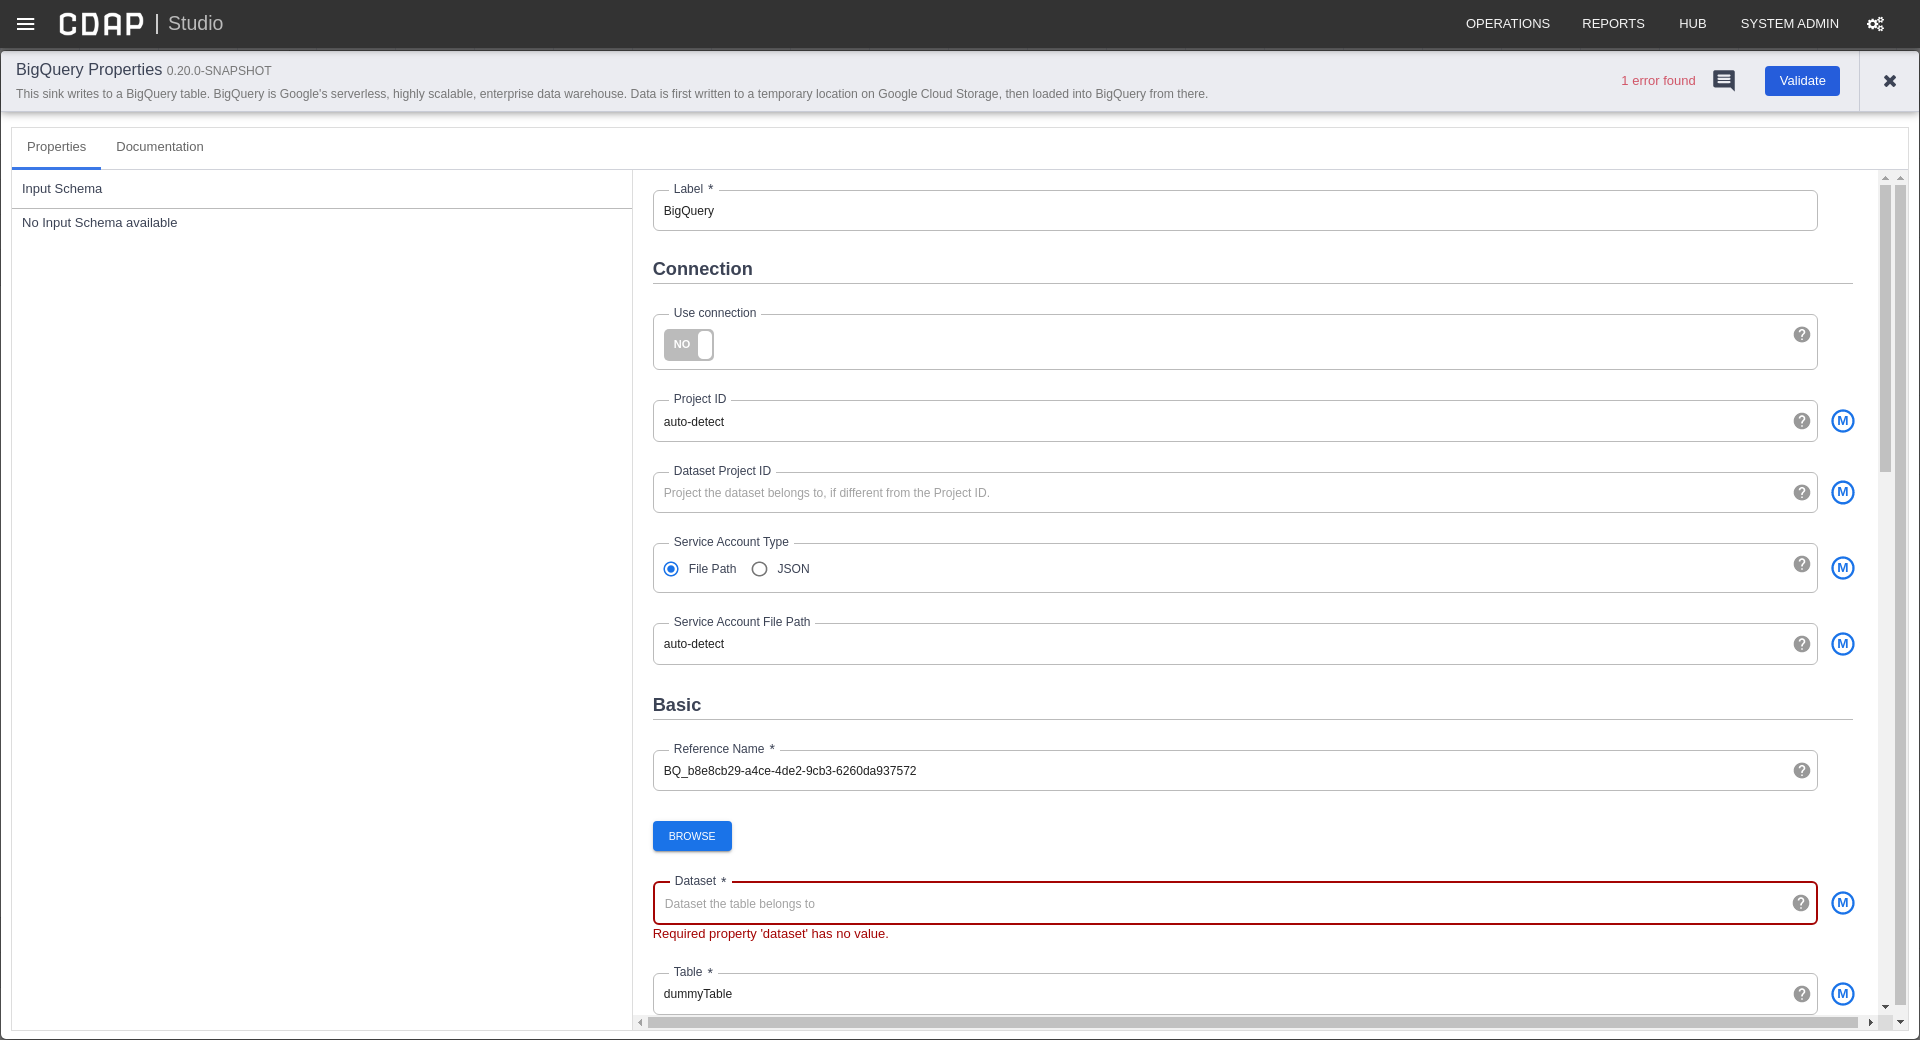 CDAP | Studio
OPERATIONS REPORTS HUB SYSTEM ADMIN
BigQuery Properties 0.20.0-SNAPSHOT
This sink writes to a BigQuery table. BigQuery is Google's serverless, highly scalable, enterprise data warehouse. Data is first written to a temporary location on Google Cloud Storage, then loaded into BigQuery from there.
1 error found
Validate
Properties Documentation
Input Schema
No Input Schema available
Label *
BigQuery
Connection
Use connection
NO
Project ID
auto-detect
M
Dataset Project ID
Project the dataset belongs to, if different from the Project ID.
M
Service Account Type
File Path JSON
M
Service Account File Path
auto-detect
M
Basic
Reference Name *
BQ_b8e8cb29-a4ce-4de2-9cb3-6260da937572
BROWSE
Dataset *
Dataset the table belongs to
M
Required property 'dataset' has no value.
Table *
dummyTable
M